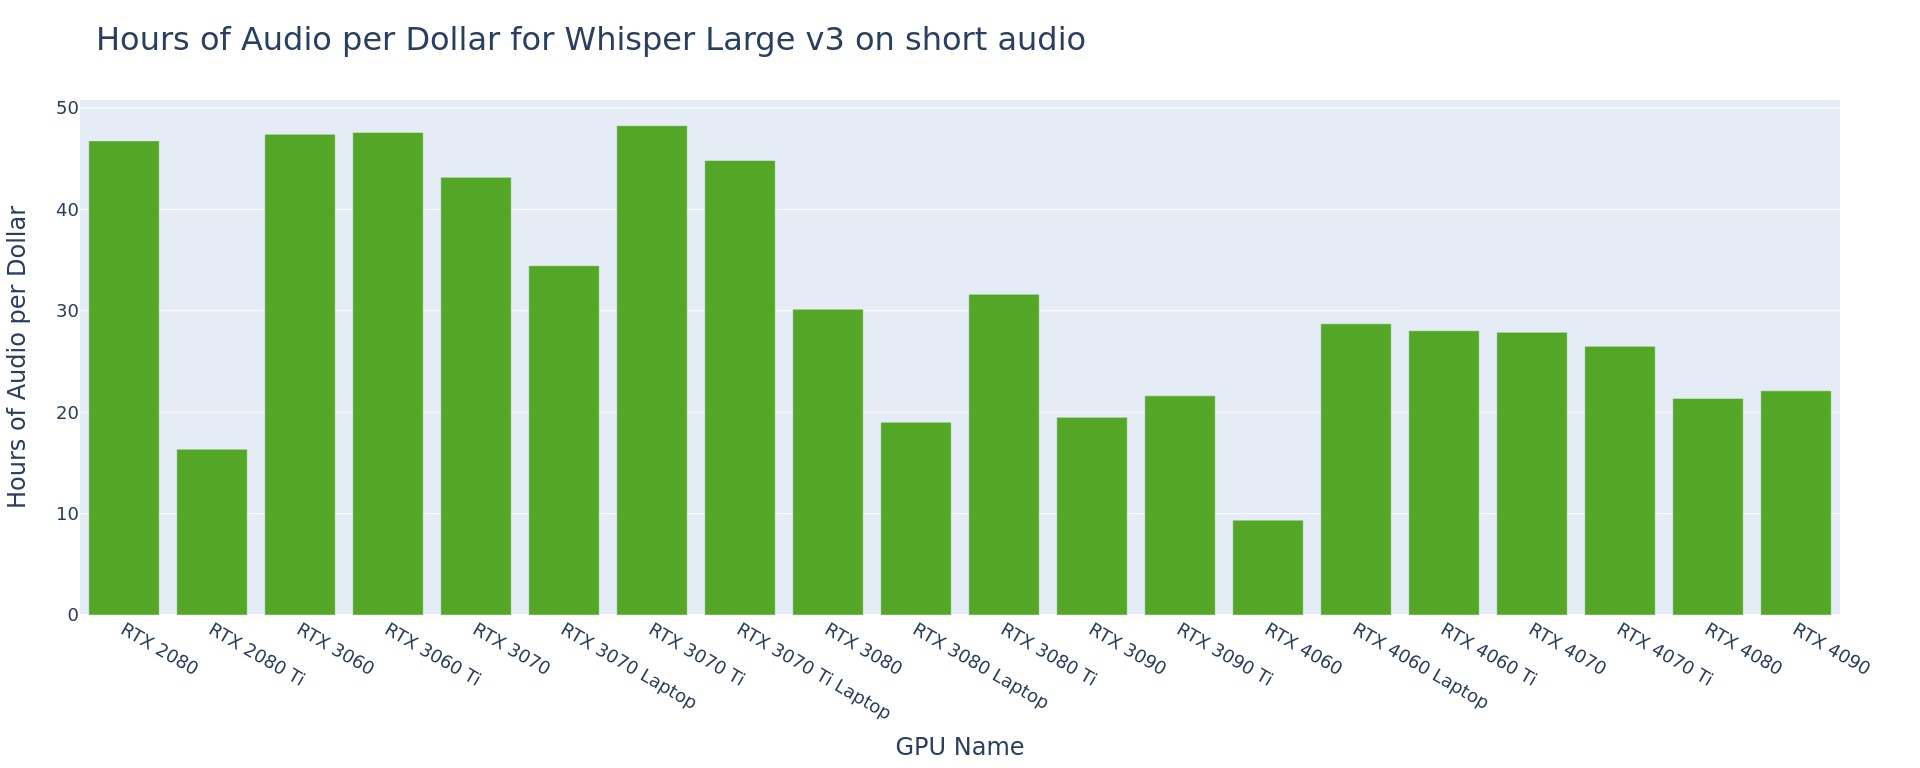 Hours of Audio per Dollar for Whisper Large v3 on short audio
Hours of Audio per Dollar
50
40
30
20
10
0
RTX 2080
RTX 2080 Ti
RTX 3060
RTX 3060 Ti
RTX 3070
RTX 3070 Laptop
RTX 3070 Ti
RTX 3070 Ti Laptop
RTX 3080
RTX 3080 Laptop
RTX 3080 Ti
RTX 3090
RTX 3090 Ti
RTX 4060
RTX 4060 Laptop
RTX 4060 Ti
RTX 4070
RTX 4070 Ti
RTX 4080
RTX 4090
GPU Name